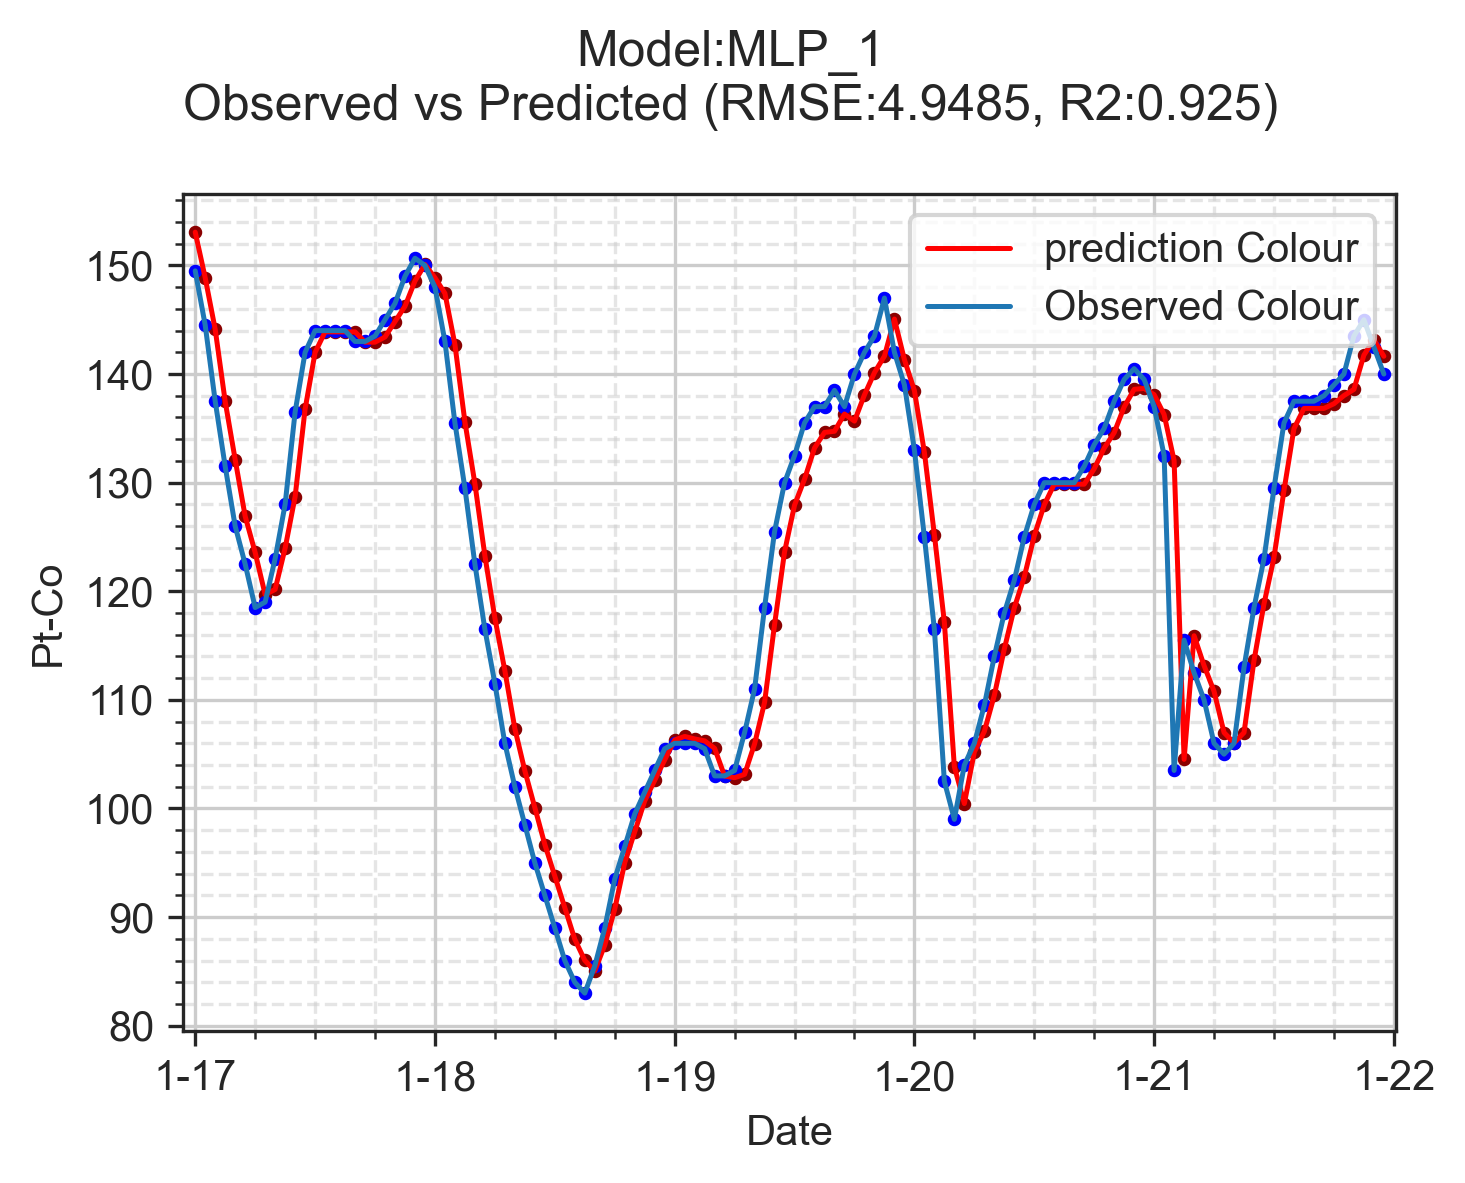 Model:MLP_1
Observed vs Predicted (RMSE:4.9485, R2:0.925)
prediction Colour
Observed Colour
150
140
130
120
110
100
90
80
Pt-Co
1-17
1-18
1-19
1-20
1-21
1-22
Date